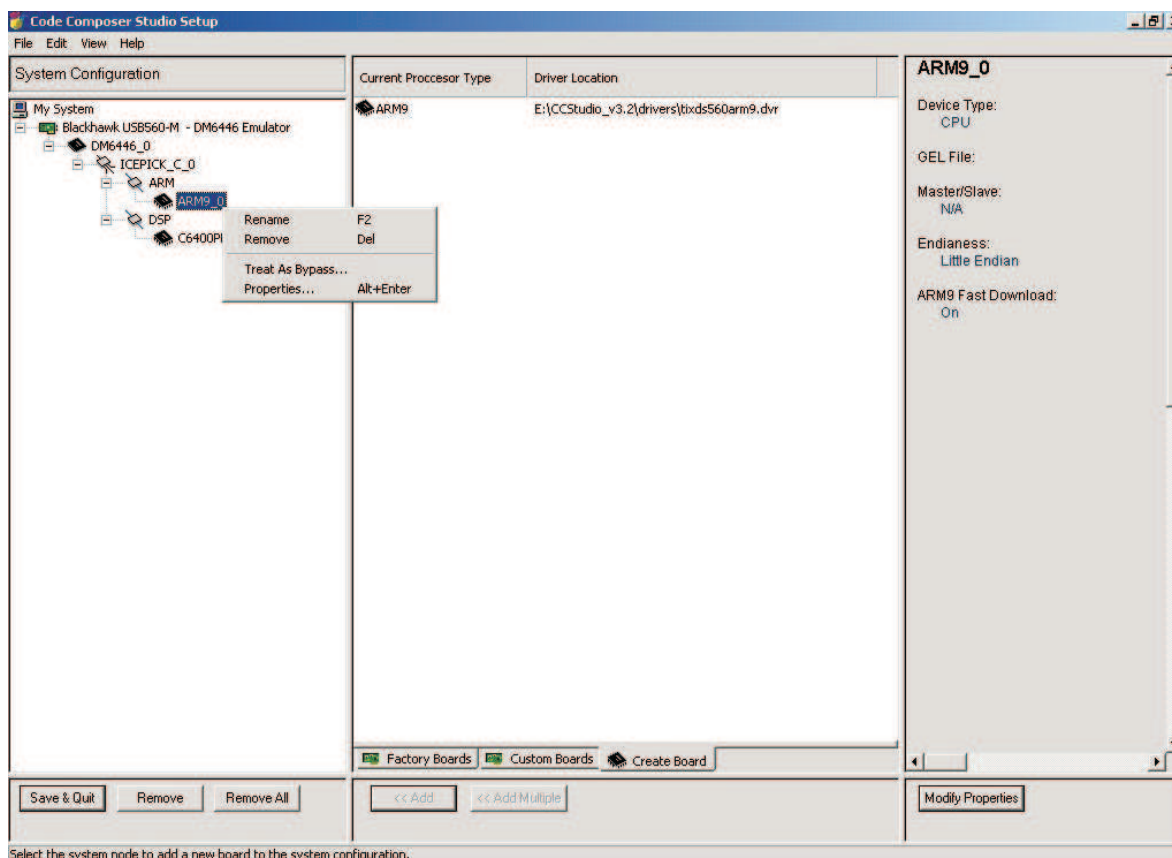 Code Composer Studio Setup
File Edit View Help
System Configuration
My System
Blackhawk USB560-M - DM6446 Emulator
DM6446_0
ICEPICK_C_0
ARM
ARM9_0
DSP
Rename F2
Remove Del
Treat As Bypass...
Properties... Alt+Enter
Current Proccesor Type Driver Location
ARM9 E:\CCStudio_v3.2\drivers\tixds560arm9.dvr
Factory Boards Custom Boards Create Board
ARM9_0
Device Type:
CPU
GEL File:
Master/Slave:
N/A
Endianess:
Little Endian
ARM9 Fast Download:
On
Save & Quit Remove Remove All
<< Add << Add Multiple
Modify Properties
Select the system node to add a new board to the system configuration.